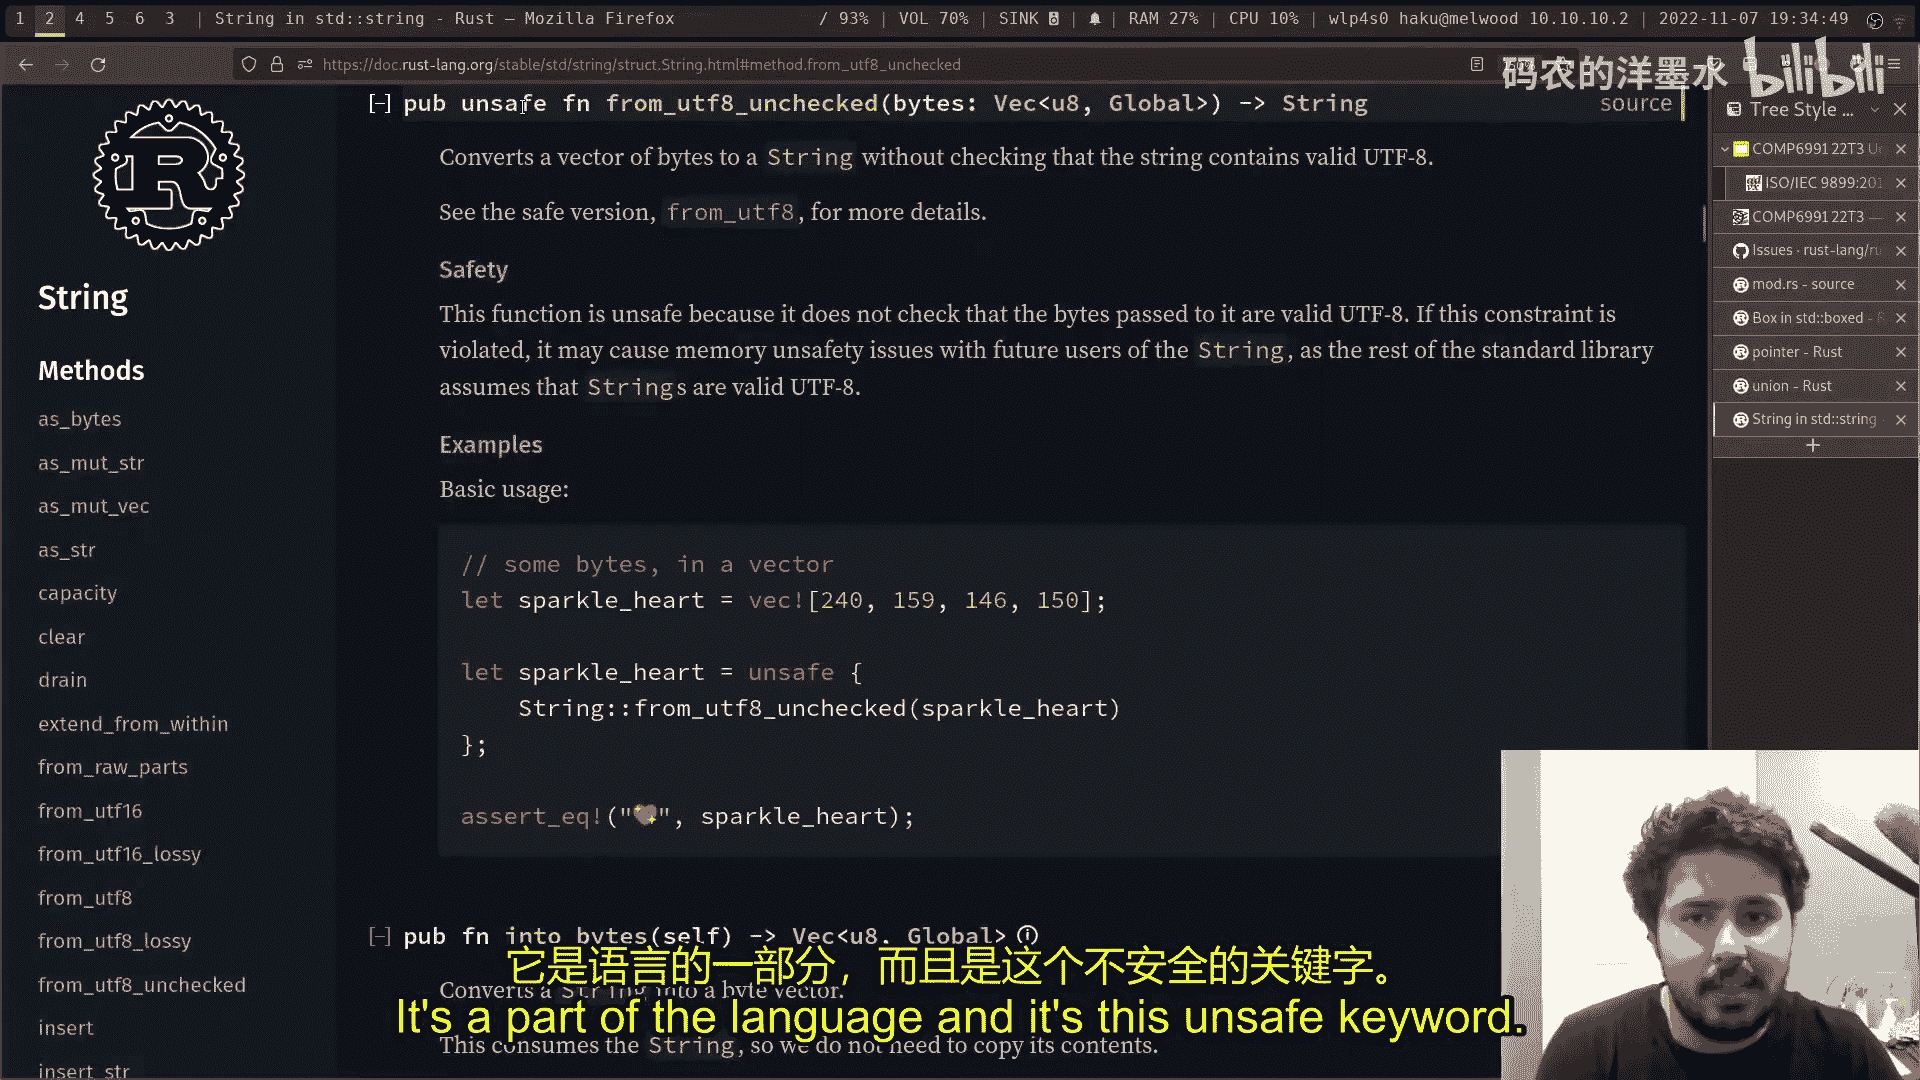 1 2 4 5 6 3 | String in std::string - Rust — Mozilla Firefox / 93% | VOL 70% | SINK | RAM 27% | CPU 10% | wlp4s0 haku@melwood 10.10.10.2 | 2022-11-07 19:34:49
https://doc.rust-lang.org/stable/std/string/struct.String.html#method.from_utf8_unchecked
码农的洋墨水 bilibili
String
Methods
as_bytes
as_mut_str
as_mut_vec
as_str
capacity
clear
drain
extend_from_within
from_raw_parts
from_utf16
from_utf16_lossy
from_utf8
from_utf8_lossy
from_utf8_unchecked
insert
insert_str
[−] pub unsafe fn from_utf8_unchecked(bytes: Vec<u8, Global>) -> String source
Converts a vector of bytes to a String without checking that the string contains valid UTF-8.
See the safe version, from_utf8, for more details.
Safety
This function is unsafe because it does not check that the bytes passed to it are valid UTF-8. If this constraint is
violated, it may cause memory unsafety issues with future users of the String, as the rest of the standard library
assumes that Strings are valid UTF-8.
Examples
Basic usage:
// some bytes, in a vector
let sparkle_heart = vec![240, 159, 146, 150];
let sparkle_heart = unsafe {
String::from_utf8_unchecked(sparkle_heart)
};
assert_eq!("💖", sparkle_heart);
[−] pub fn into_bytes(self) -> Vec<u8, Global> ⓘ
Converts a String into a byte vector.
This consumes the String, so we do not need to copy its contents.
它是语言的一部分，而且是这个不安全的关键字。
It's a part of the language and it's this unsafe keyword.
Tree Style ...
COMP6991 22T3
ISO/IEC 9899:201
COMP6991 22T3 —
Issues · rust-lang/ru
mod.rs - source
Box in std::boxed -
pointer - Rust
union - Rust
String in std::string
+